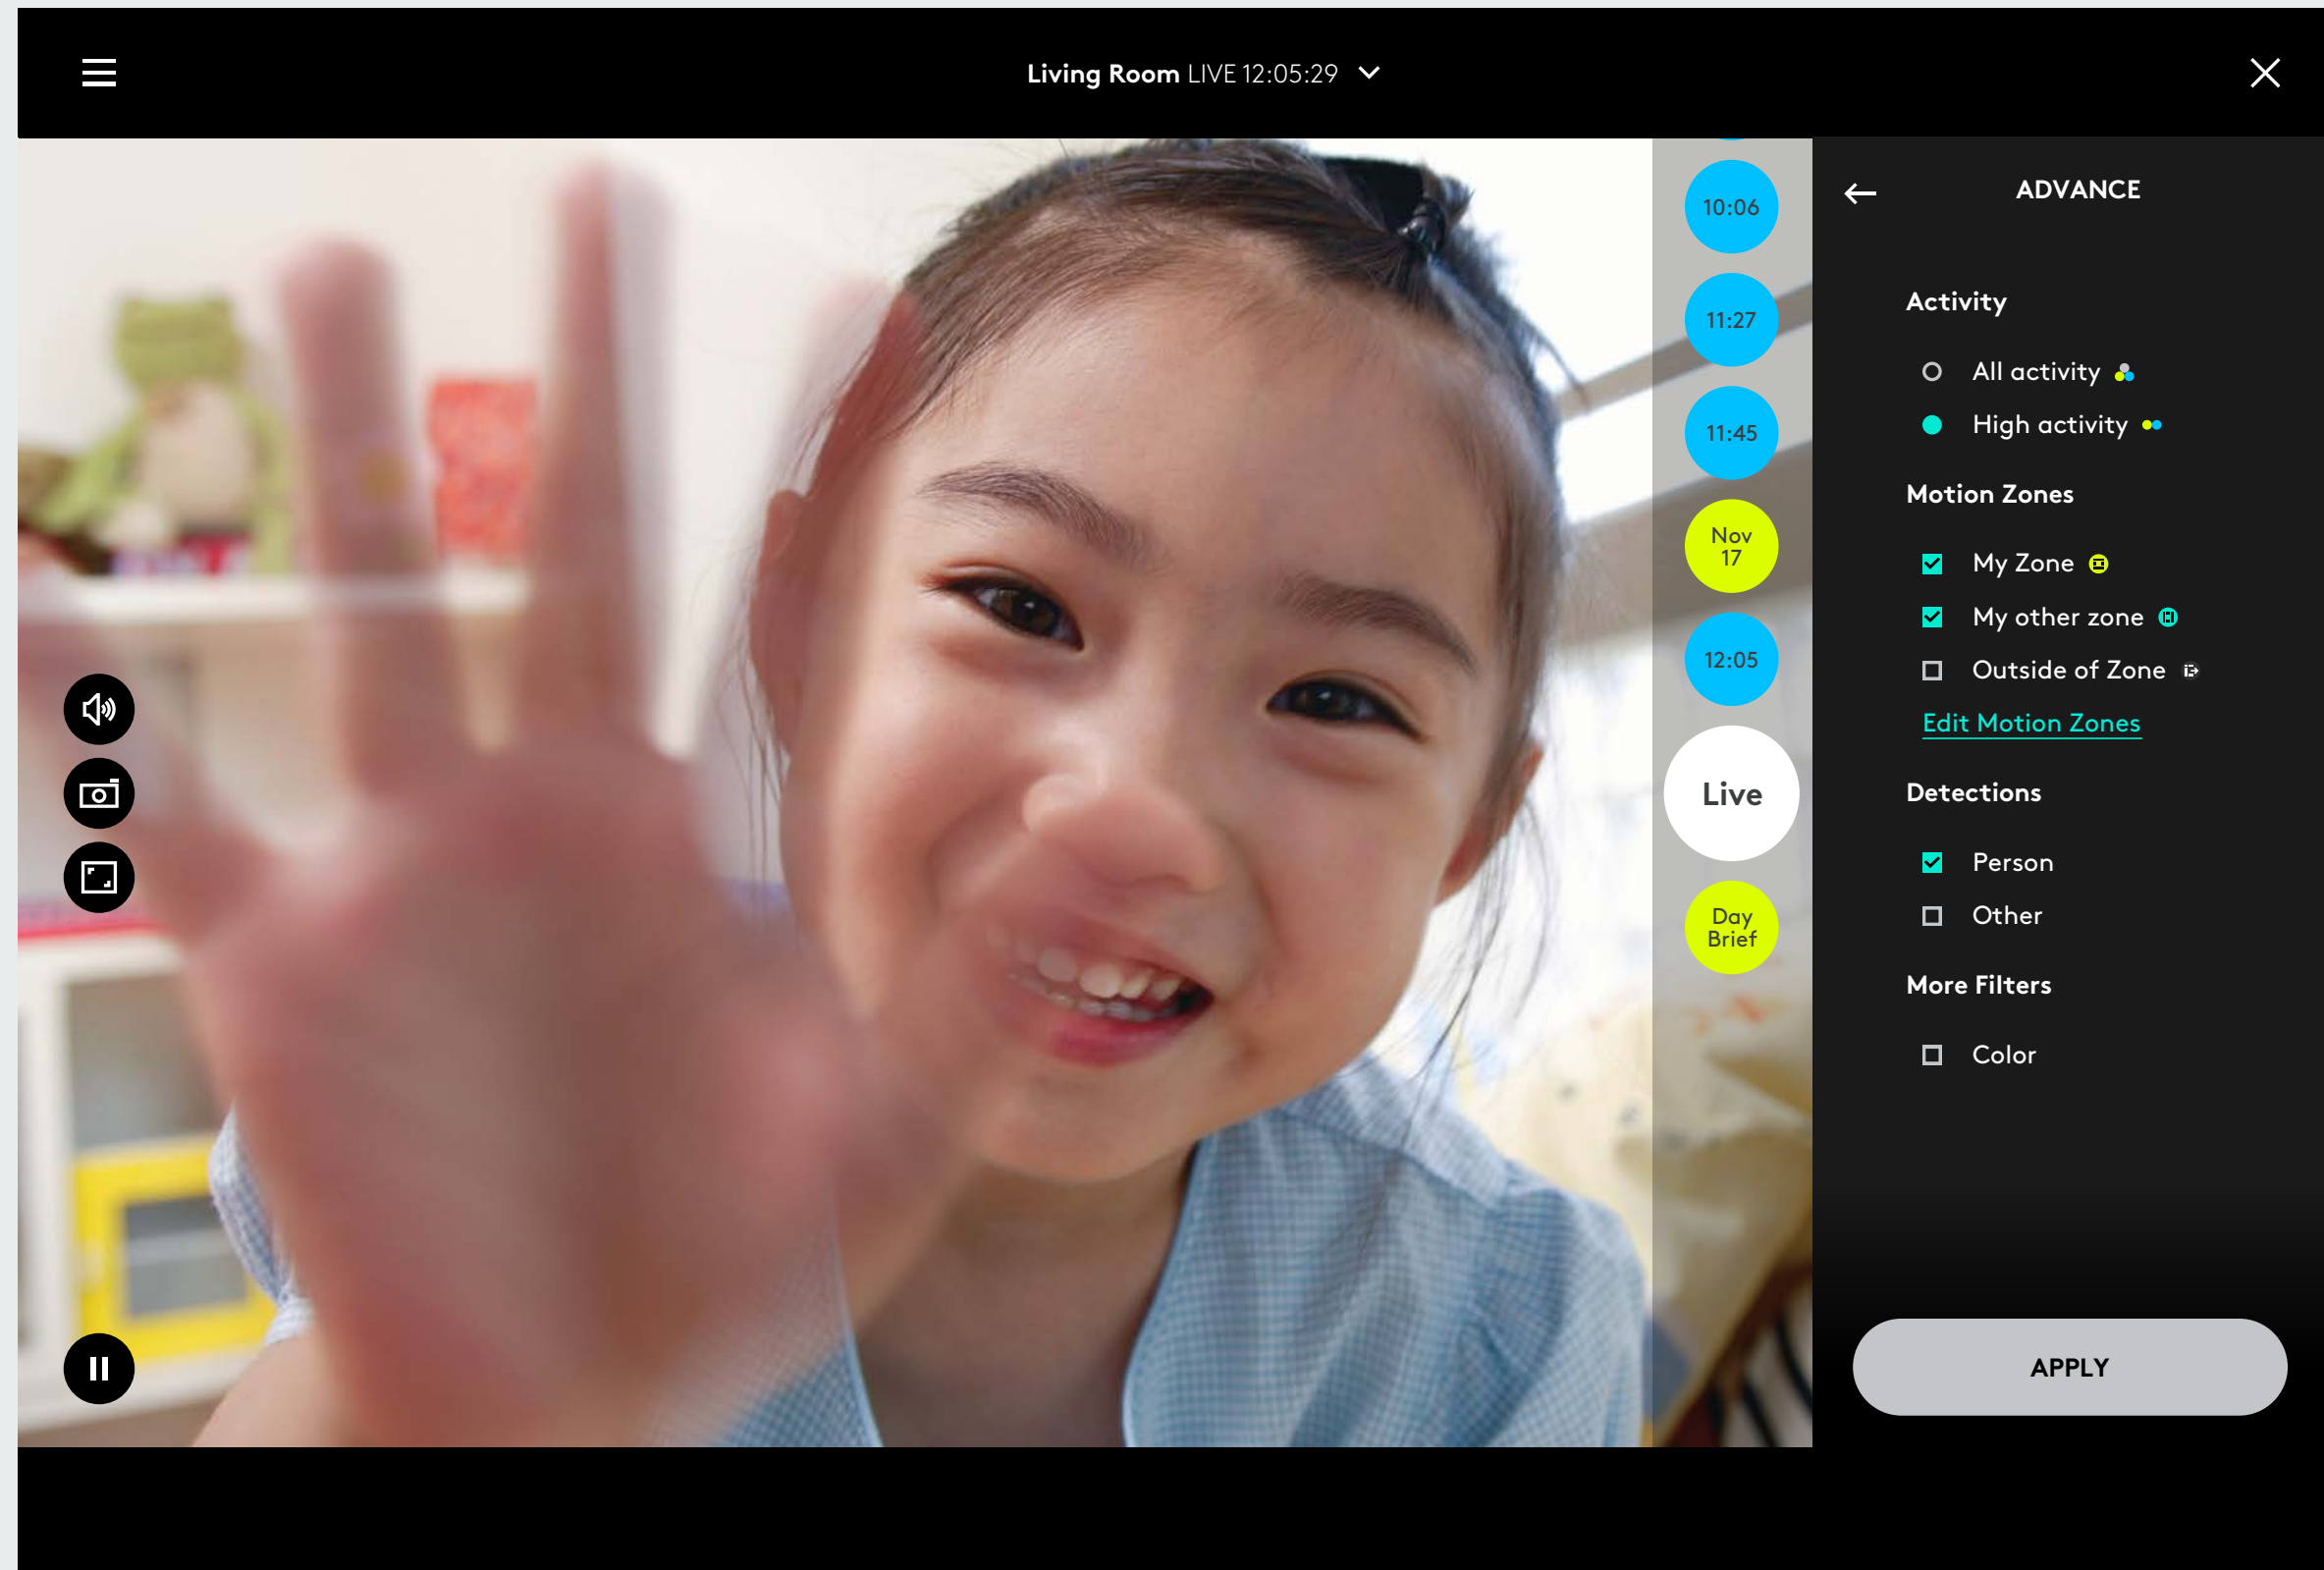 Living Room LIVE 12:05:29
10:06
11:27
11:45
Nov
17
12:05
Live
Day
Brief
ADVANCE
Activity
All activity
High activity
Motion Zones
My Zone
My other zone
Outside of Zone
Edit Motion Zones
Detections
Person
Other
More Filters
Color
APPLY